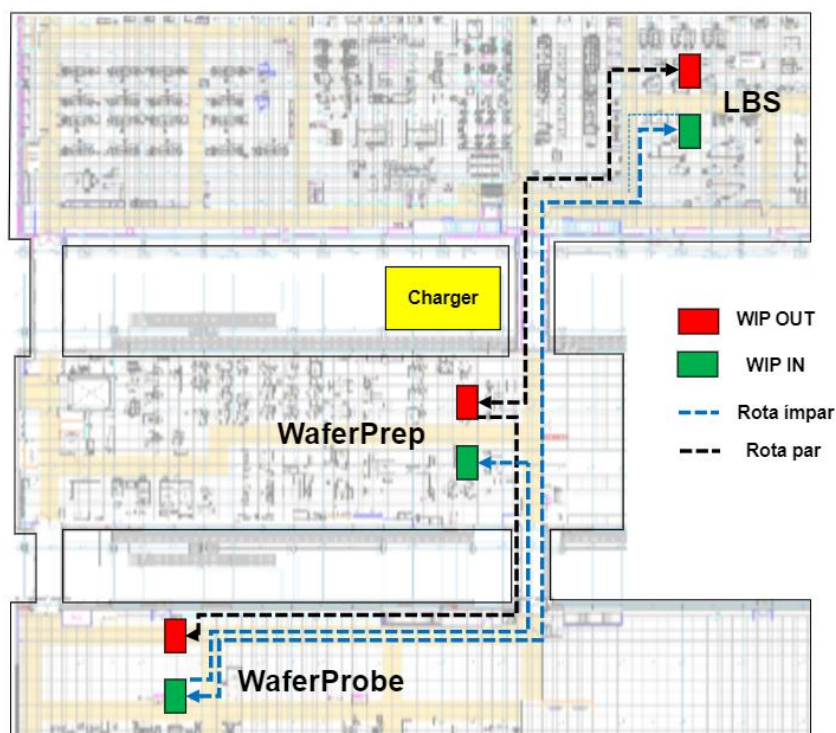 LBS
Charger
WIP OUT
WIP IN
WaferPrep
Rota ímpar
Rota par
WaferProbe